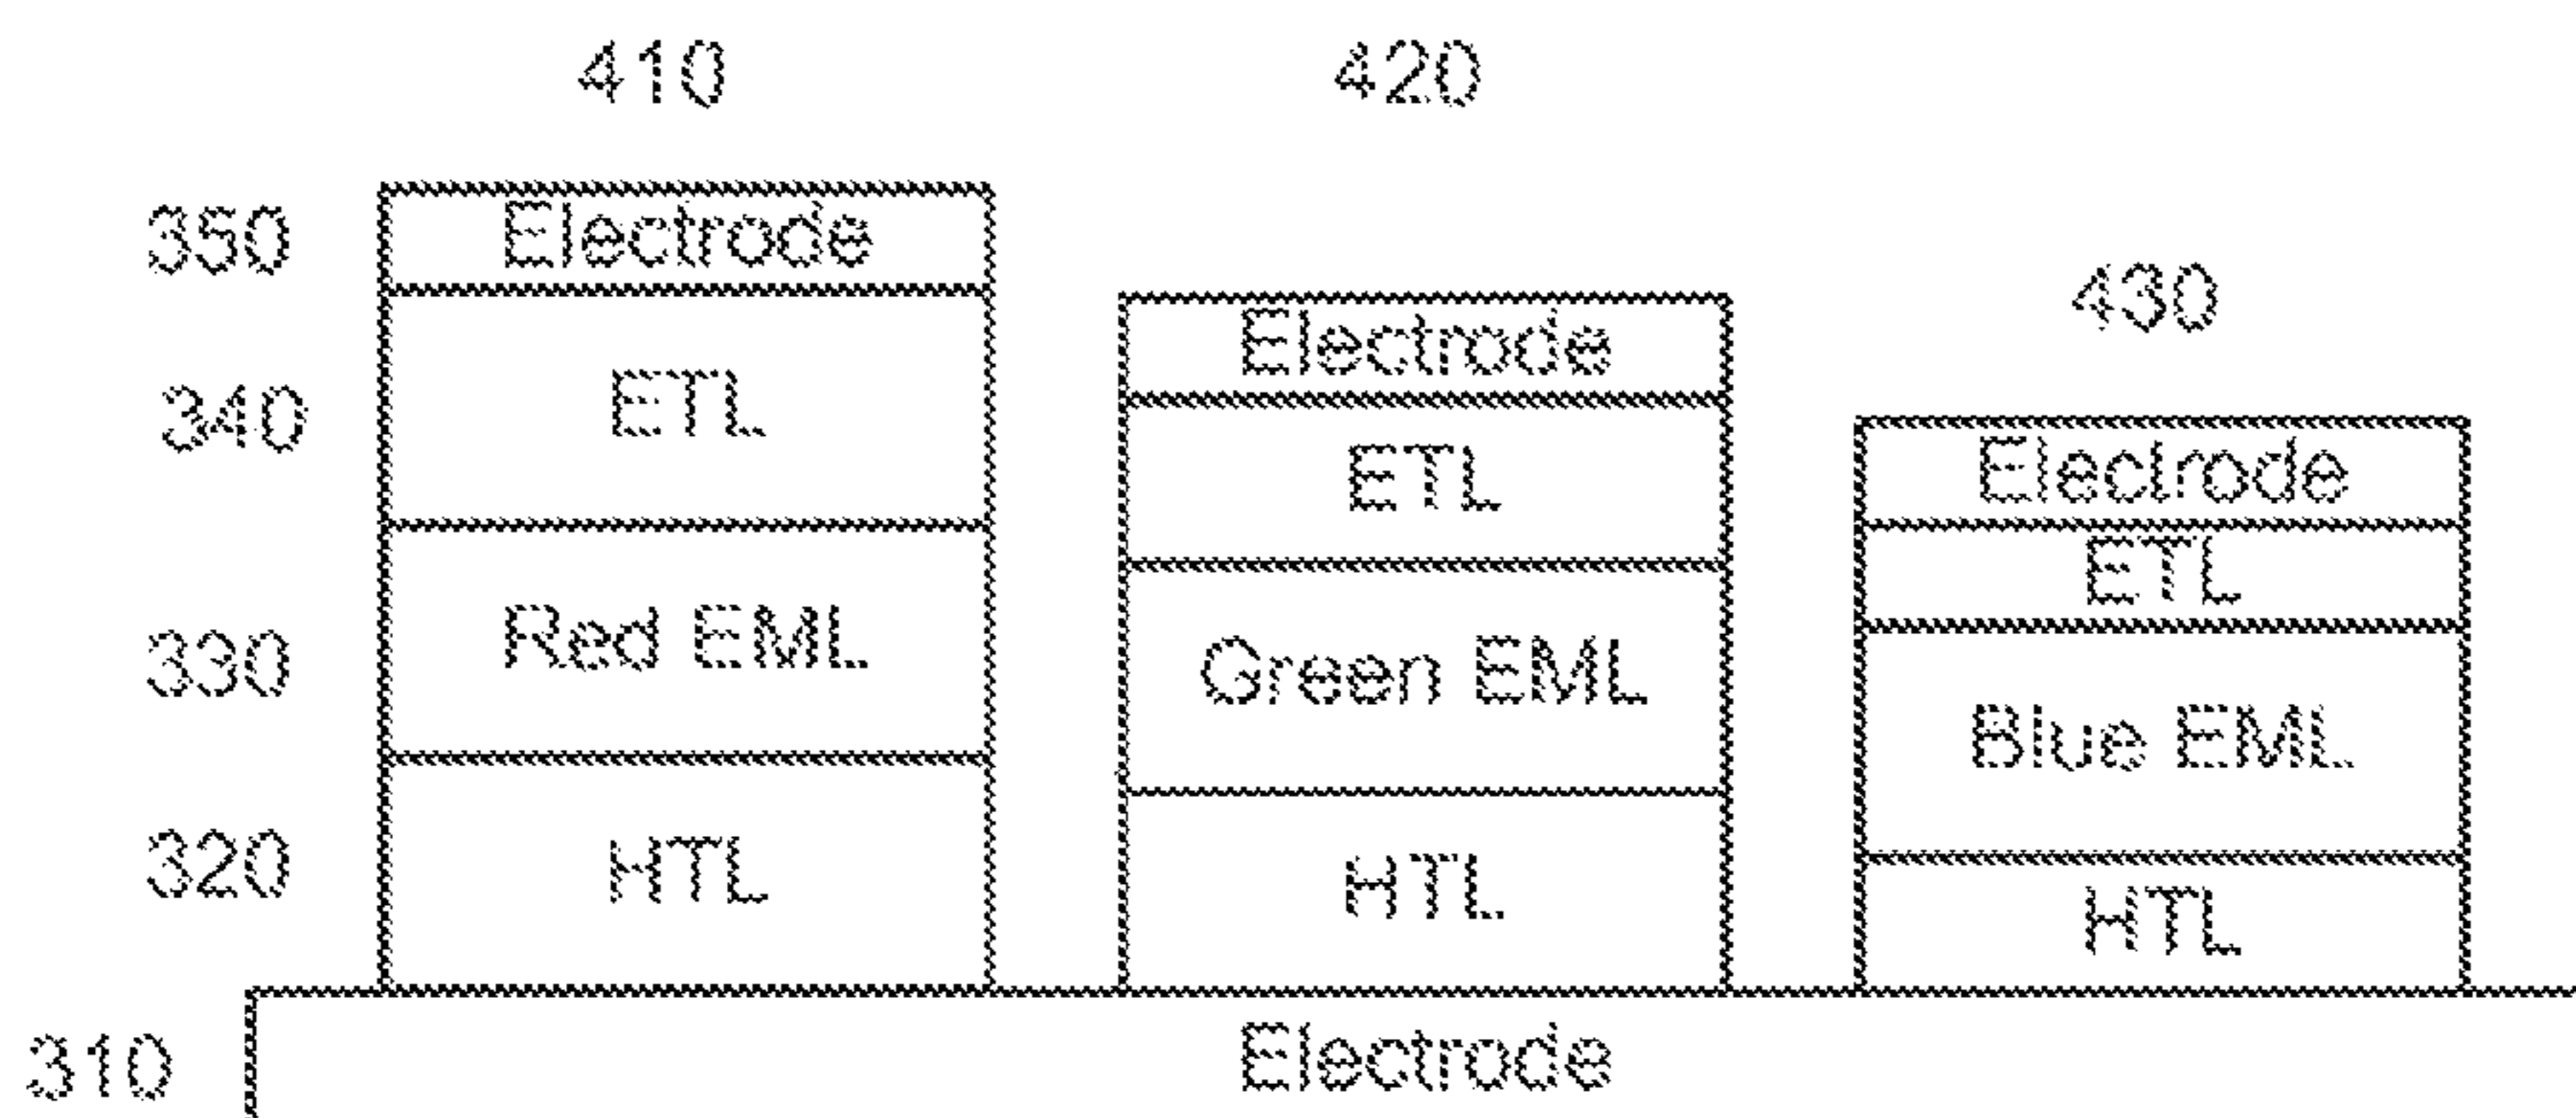 410
420
430
350
Electrode
Electrode
Electrode
340
ETL
ETL
ETL
330
Red EML
Green EML
Blue EML
320
HTL
HTL
HTL
310
Electrode